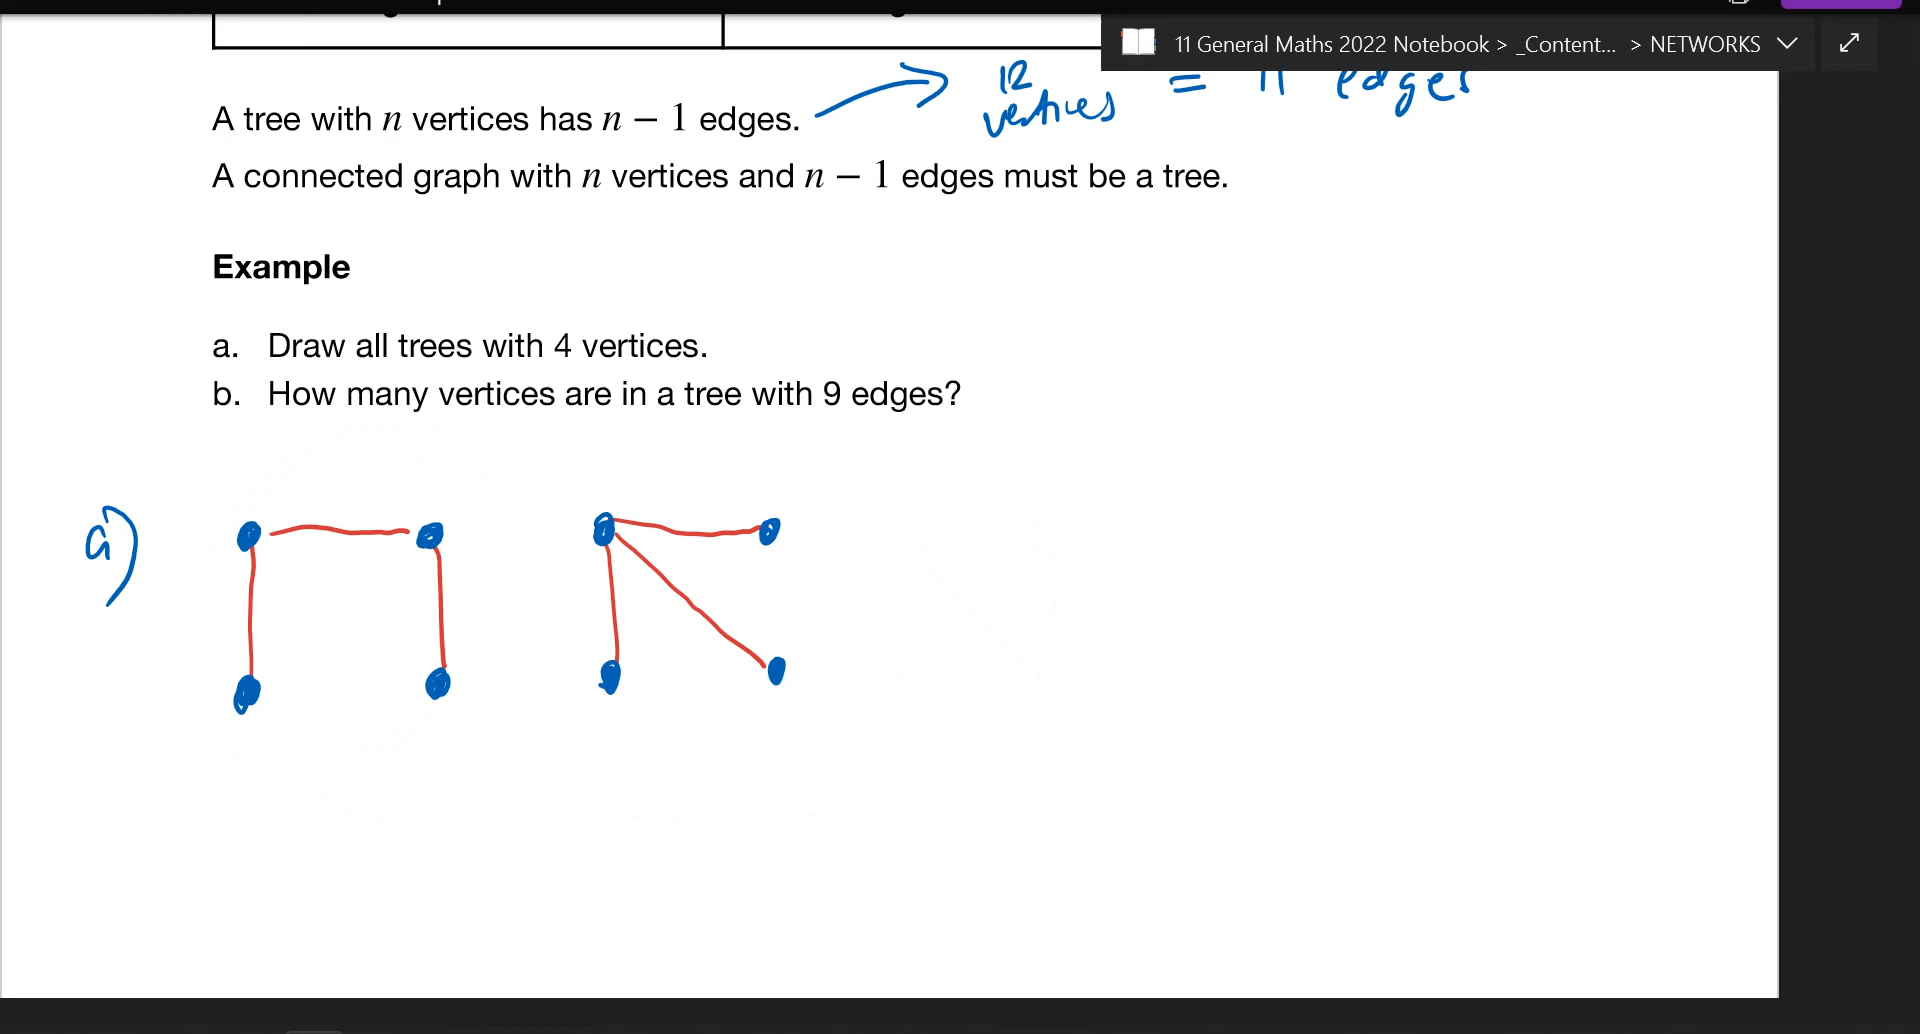 11 General Maths 2022 Notebook > _Content... > NETWORKS
12
vertices = 11 edges
A tree with n vertices has n − 1 edges.
A connected graph with n vertices and n − 1 edges must be a tree.
Example
a. Draw all trees with 4 vertices.
b. How many vertices are in a tree with 9 edges?
a)